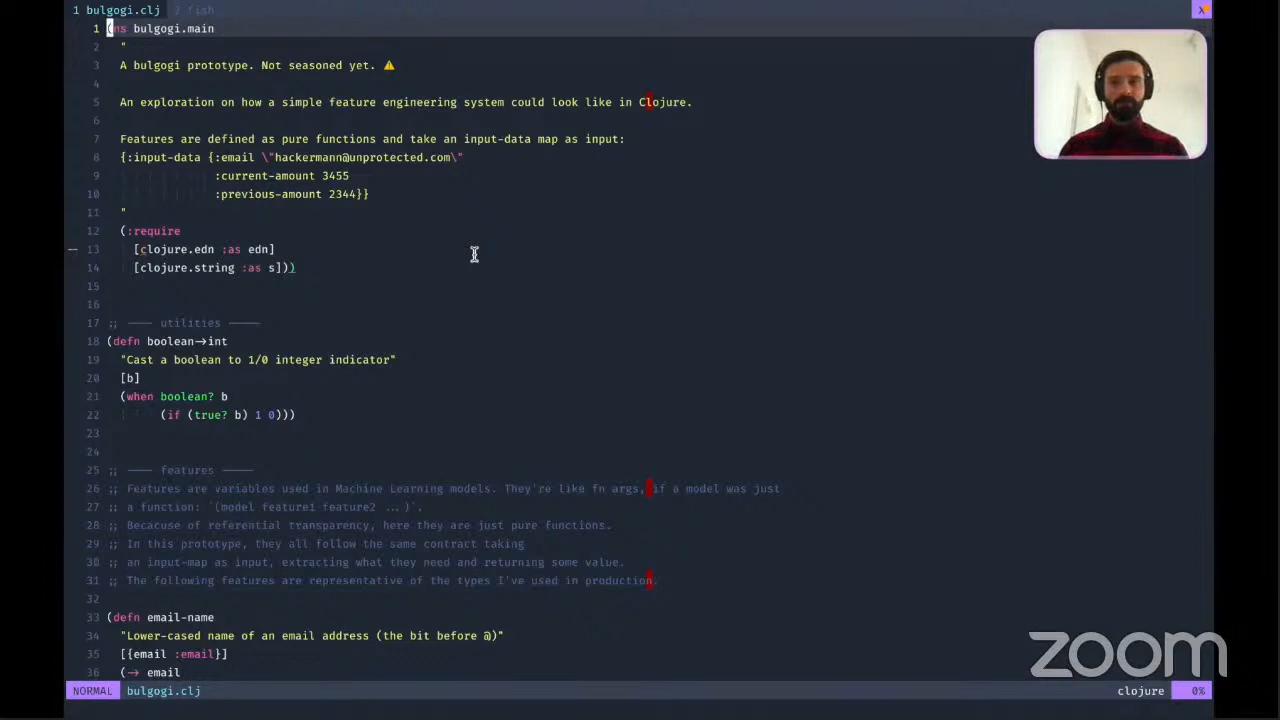 1 bulgogi.clj 2 fish x
1 (ns bulgogi.main
2 "
3 A bulgogi prototype. Not seasoned yet. ⚠
4
5 An exploration on how a simple feature engineering system could look like in Clojure.
6
7 Features are defined as pure functions and take an input-data map as input:
8 {:input-data {:email \"hackermann@unprotected.com\"
9 :current-amount 3455
10 :previous-amount 2344}}
11 "
12 (:require
13 [clojure.edn :as edn]
14 [clojure.string :as s]))
15
16
17 ;; ---- utilities -----
18 (defn boolean->int
19 "Cast a boolean to 1/0 integer indicator"
20 [b]
21 (when boolean? b
22 (if (true? b) 1 0)))
23
24
25 ;; ---- features -----
26 ;; Features are variables used in Machine Learning models. They're like fn args, if a model was just
27 ;; a function: `(model feature1 feature2 ...)`.
28 ;; Becacuse of referential transparency, here they are just pure functions.
29 ;; In this prototype, they all follow the same contract taking
30 ;; an input-map as input, extracting what they need and returning some value.
31 ;; The following features are representative of the types I've used in production.
32
33 (defn email-name
34 "Lower-cased name of an email address (the bit before @)"
35 [{email :email}]
36 (-> email
NORMAL bulgogi.clj clojure 0%
zoom